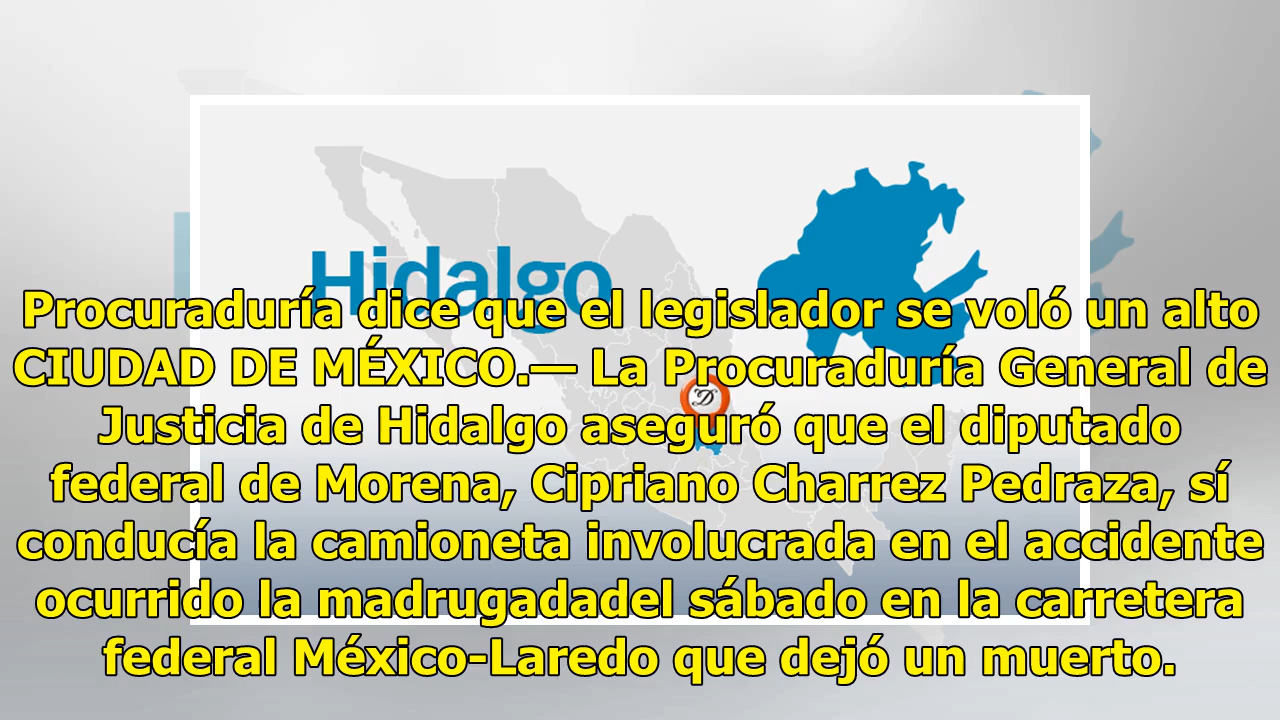 Hidalgo
Procuraduría dice que el legislador se voló un alto
CIUDAD DE MÉXICO.— La Procuraduría General de
Justicia de Hidalgo aseguró que el diputado
federal de Morena, Cipriano Charrez Pedraza, sí
conducía la camioneta involucrada en el accidente
ocurrido la madrugadadel sábado en la carretera
federal México-Laredo que dejó un muerto.
D